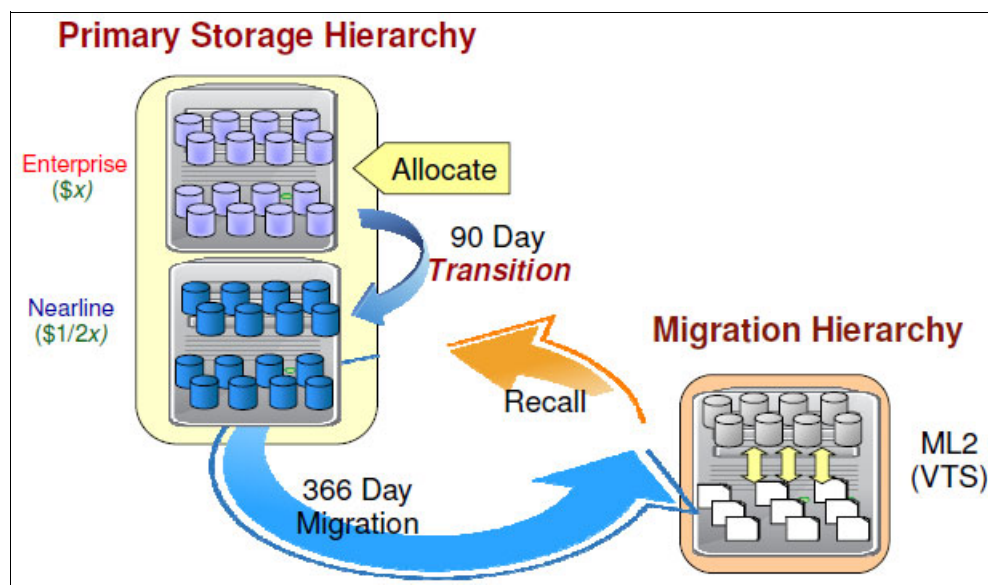 Primary Storage Hierarchy
Enterprise
($x)
Allocate
90 Day
Transition
Nearline
($1/2x)
Migration Hierarchy
Recall
ML2
(VTS)
366 Day
Migration